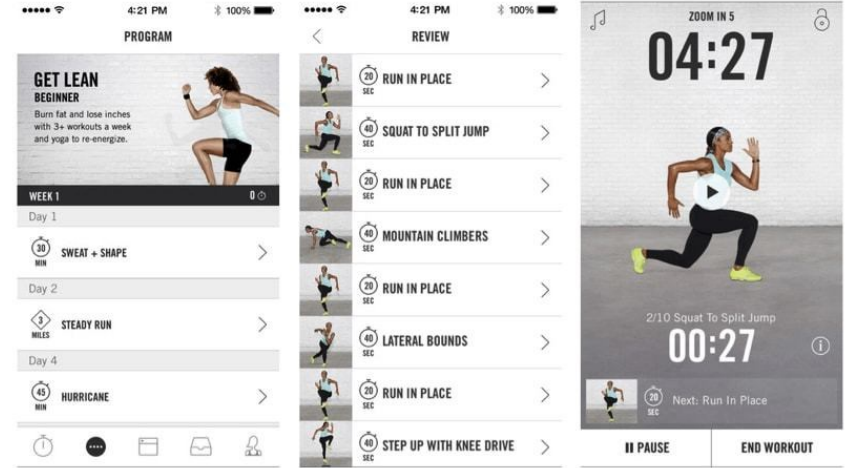 4:21 PM
100%
PROGRAM
GET LEAN
BEGINNER
Burn fat and lose inches
with 3+ workouts a week
and yoga to re-energize.
WEEK 1
0
Day 1
30
MIN
SWEAT + SHAPE
Day 2
3
MILES
STEADY RUN
Day 4
45
MIN
HURRICANE
4:21 PM
100%
REVIEW
20
SEC
RUN IN PLACE
40
SEC
SQUAT TO SPLIT JUMP
20
SEC
RUN IN PLACE
40
SEC
MOUNTAIN CLIMBERS
20
SEC
RUN IN PLACE
40
SEC
LATERAL BOUNDS
20
SEC
RUN IN PLACE
40
SEC
STEP UP WITH KNEE DRIVE
ZOOM IN 5
04:27
2/10 Squat To Split Jump
00:27
i
20
SEC
Next: Run In Place
PAUSE
END WORKOUT